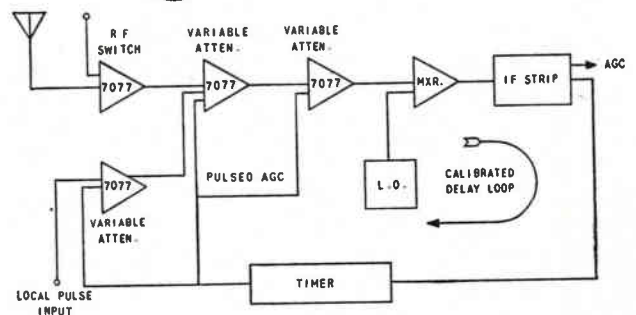 R F
SWITCH
VARIABLE
ATTEN.
VARIABLE
ATTEN.
7077
7077
7077
MXR.
IF STRIP
AGC
7077
VARIABLE
ATTEN.
PULSED AGC
L.O.
CALIBRATED
DELAY LOOP
TIMER
LOCAL PULSE
INPUT